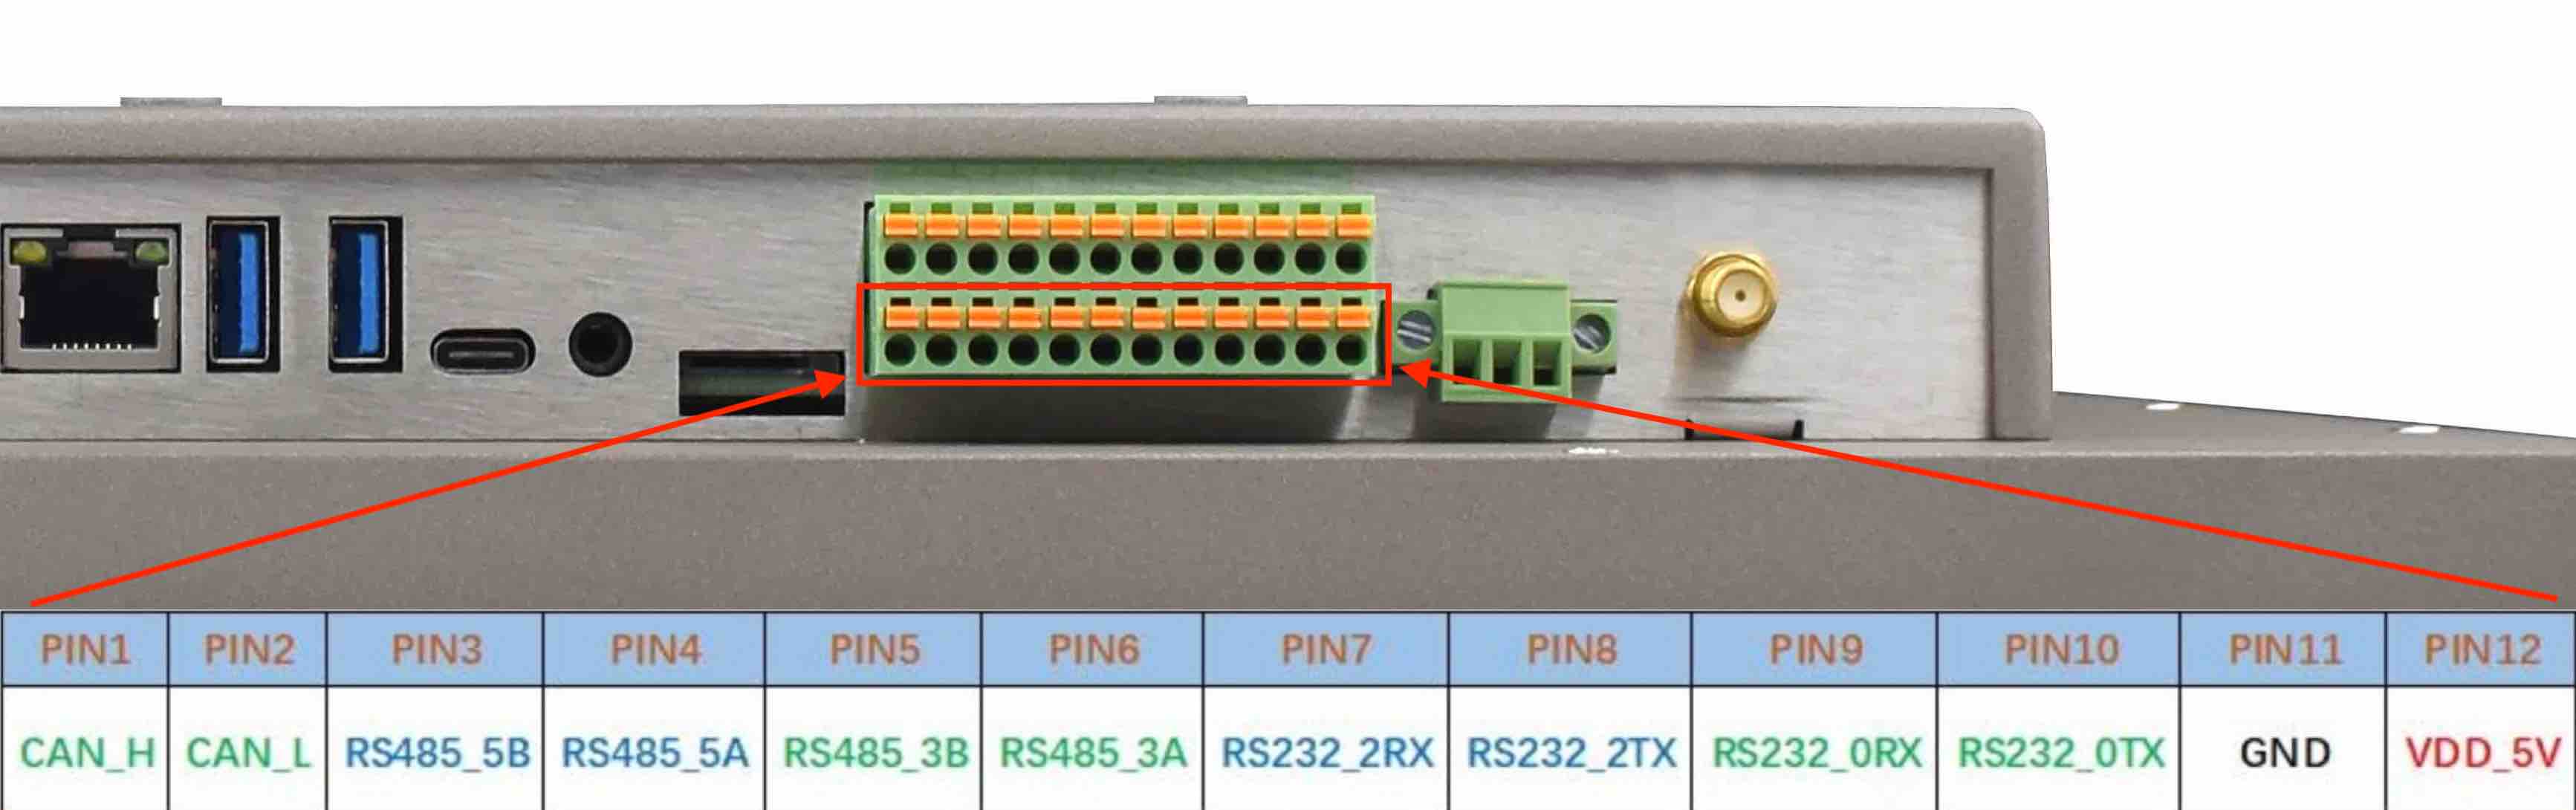 PIN1 PIN2 PIN3 PIN4 PIN5 PIN6 PIN7 PIN8 PIN9 PIN10 PIN11 PIN12
CAN_H CAN_L RS485_5B RS485_5A RS485_3B RS485_3A RS232_2RX RS232_2TX RS232_0RX RS232_0TX GND VDD_5V